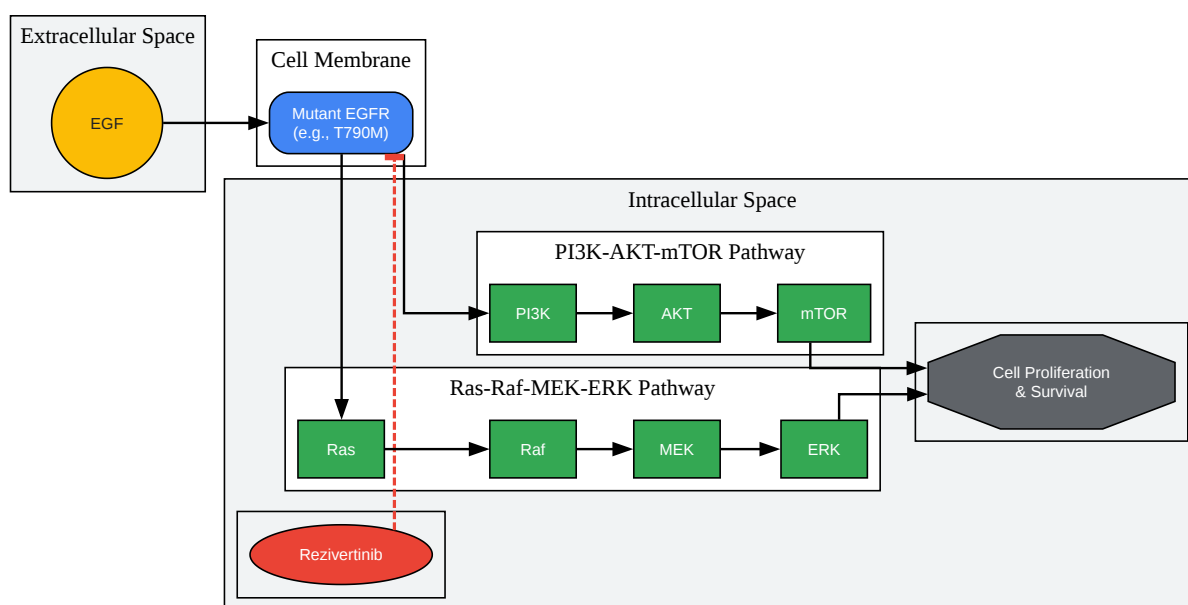 Extracellular Space
EGF
Cell Membrane
Mutant EGFR
(e.g., T790M)
Intracellular Space
PI3K-AKT-mTOR Pathway
PI3K
AKT
mTOR
Cell Proliferation
& Survival
Ras-Raf-MEK-ERK Pathway
Ras
Raf
MEK
ERK
Rezivertinib